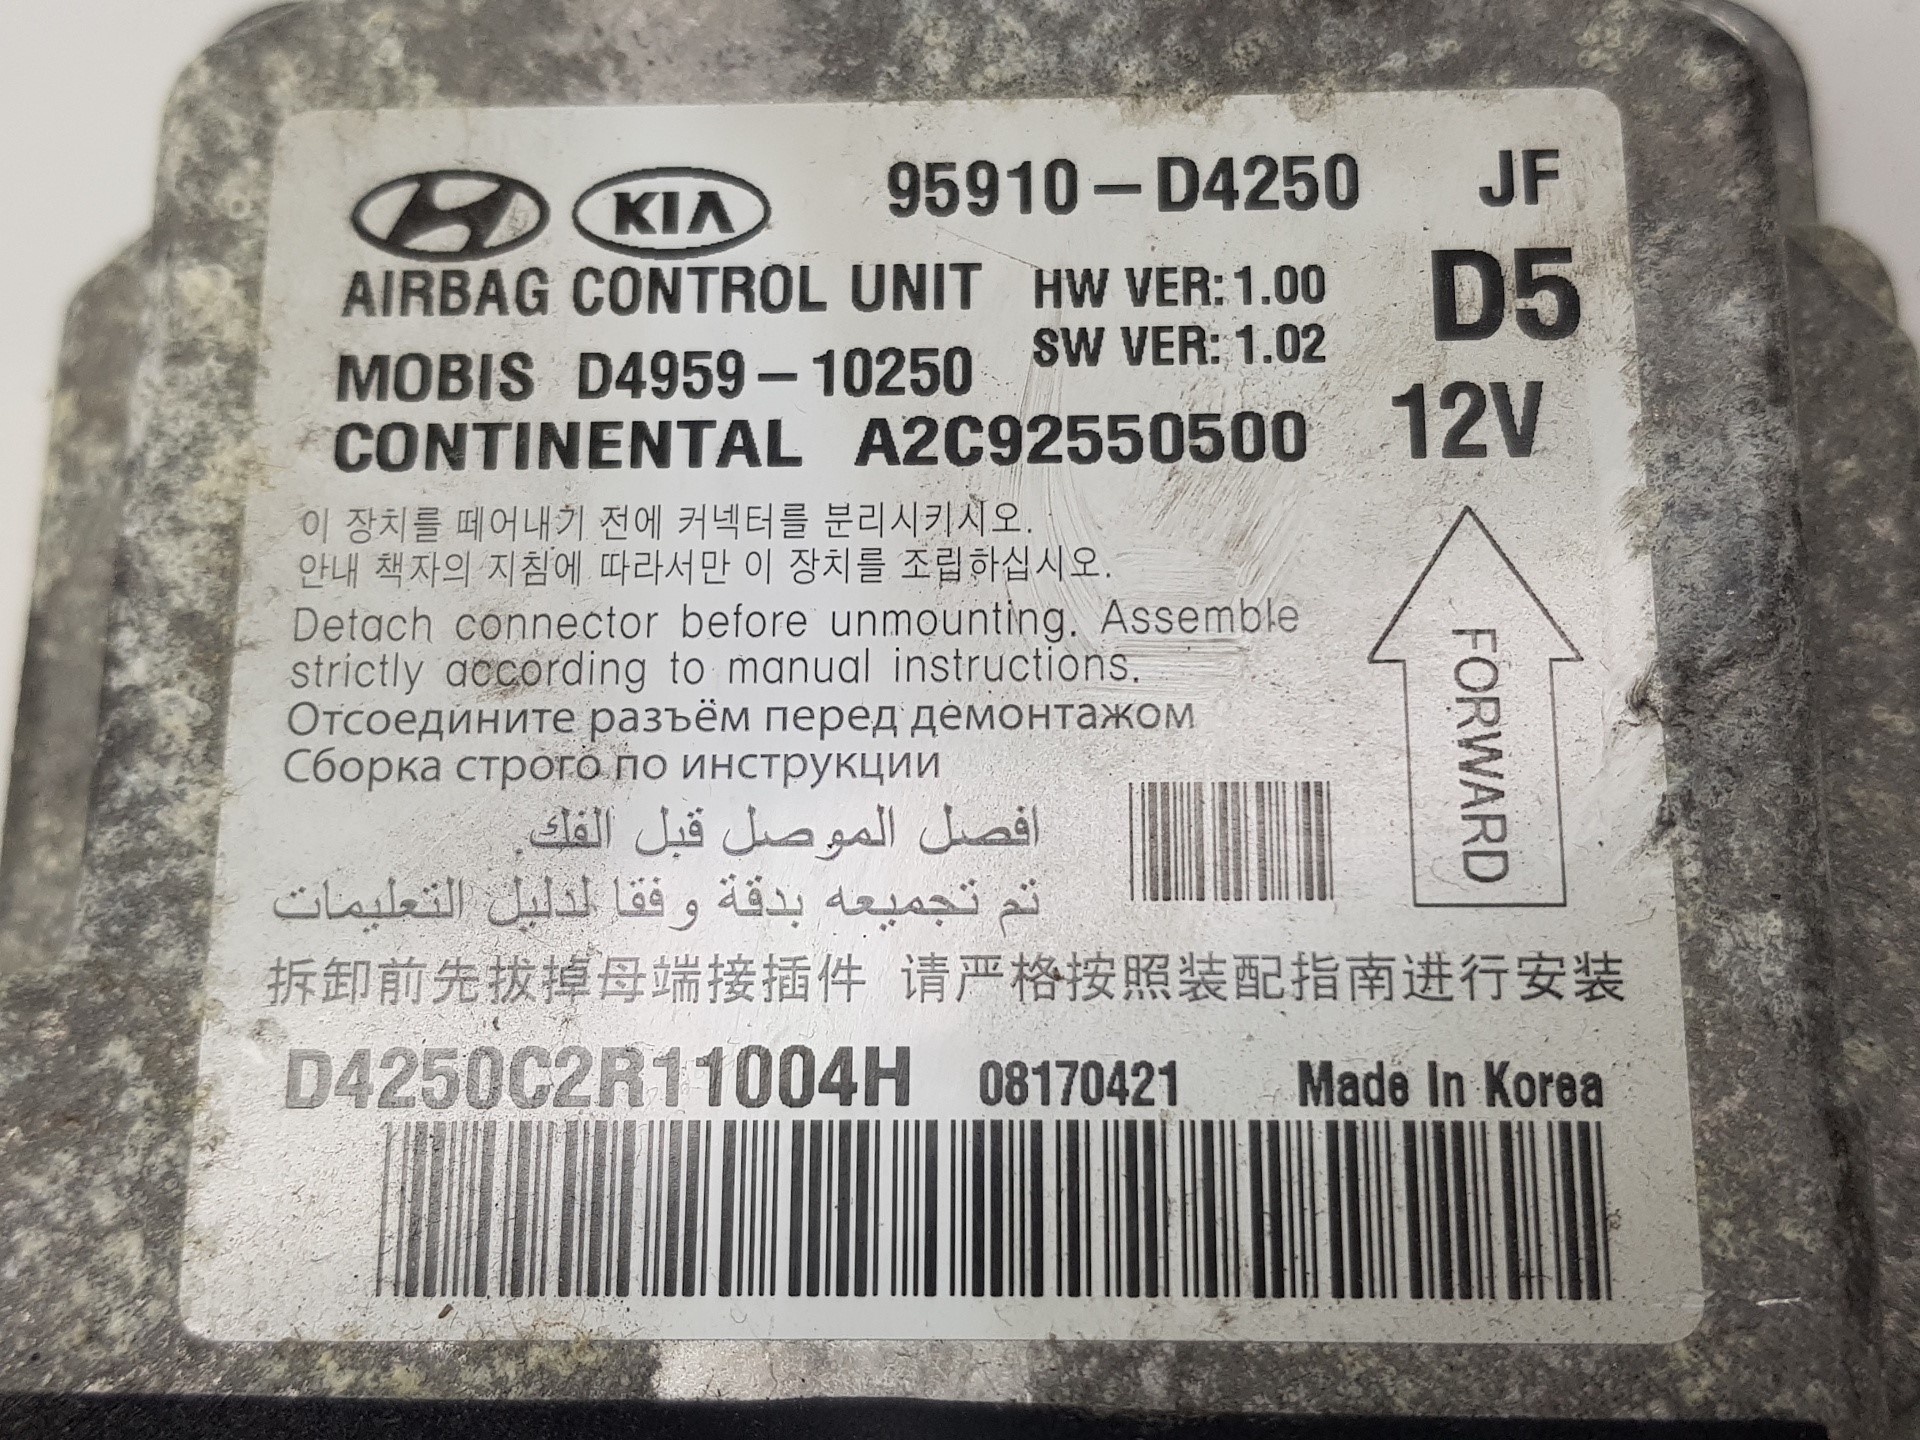 KIA 95910-D4250 JF
AIRBAG CONTROL UNIT HW VER: 1.00 D5
SW VER: 1.02
MOBIS D4959-10250
CONTINENTAL A2C92550500 12V
이 장치를 떼어내기 전에 커넥터를 분리시키시오.
안내 책자의 지침에 따라서만 이 장치를 조립하십시오.
Detach connector before unmounting. Assemble
strictly according to manual instructions.
FORWARD
Отсоедините разъём перед демонтажом
Сборка строго по инструкции
افصل الموصل قبل الفك.
تم تجميعه بدقة وفقا لدليل التعليمات
拆卸前先拔掉母端接插件 请严格按照装配指南进行安装
D4250C2R11004H 08170421 Made In Korea